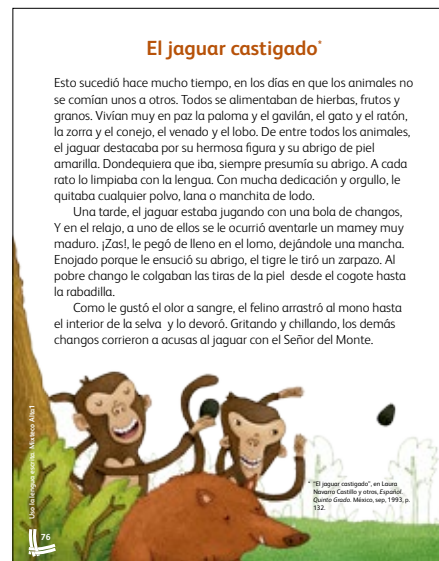 El jaguar castigado*
Esto sucedió hace mucho tiempo, en los días en que los animales no
se comían unos a otros. Todos se alimentaban de hierbas, frutos y
granos. Vivían muy en paz la paloma y el gavilán, el gato y el ratón,
la zorra y el conejo, el venado y el lobo. De entre todos los animales,
el jaguar destacaba por su hermosa figura y su abrigo de piel
amarilla. Dondequiera que iba, siempre presumía su abrigo. A cada
rato lo limpiaba con la lengua. Con mucha dedicación y orgullo, le
quitaba cualquier polvo, lana o manchita de lodo.
Una tarde, el jaguar estaba jugando con una bola de changos,
Y en el relajo, a uno de ellos se le ocurrió aventarle un mamey muy
maduro. ¡Zas!, le pegó de lleno en el lomo, dejándole una mancha.
Enojado porque le ensució su abrigo, el tigre le tiró un zarpazo. Al
pobre chango le colgaban las tiras de la piel desde el cogote hasta
la rabadilla.
Como le gustó el olor a sangre, el felino arrastró al mono hasta
el interior de la selva y lo devoró. Gritando y chillando, los demás
changos corrieron a acusas al jaguar con el Señor del Monte.
* "El jaguar castigado", en Laura
Navarro Castillo y otros, Español.
Quinto Grado. México, sep, 1993, p.
132.
Uso la lengua escrita. Mixteco Alta1
76